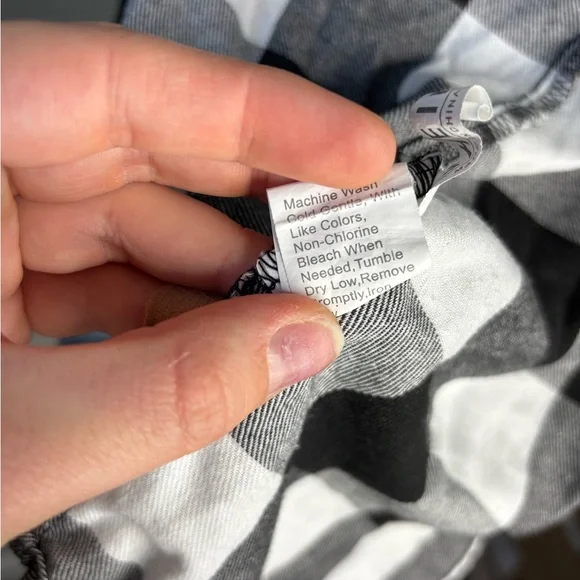 Machine Wash
Cold Gentle, With
Like Colors,
Non-Chlorine
Bleach When
Needed,Tumble
Dry Low,Remove
Promptly,iron